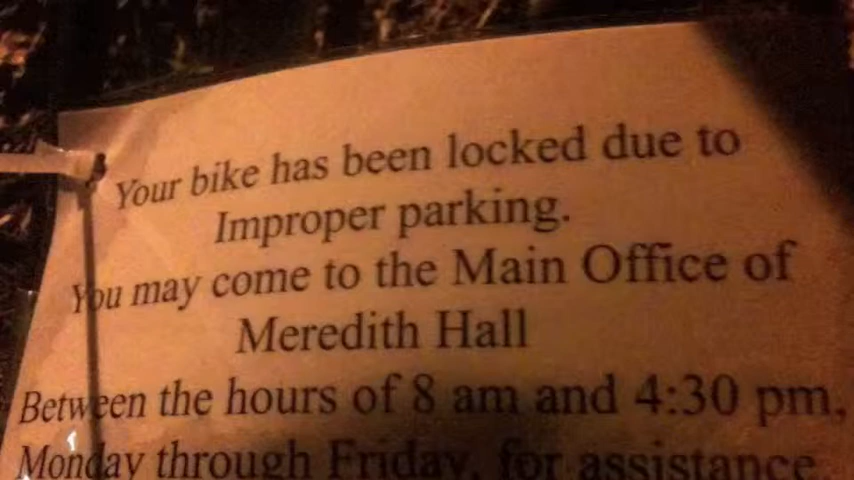 Your bike has been locked due to
Improper parking.
You may come to the Main Office of
Meredith Hall
Between the hours of 8 am and 4:30 pm,
Monday through Friday, for assistance.